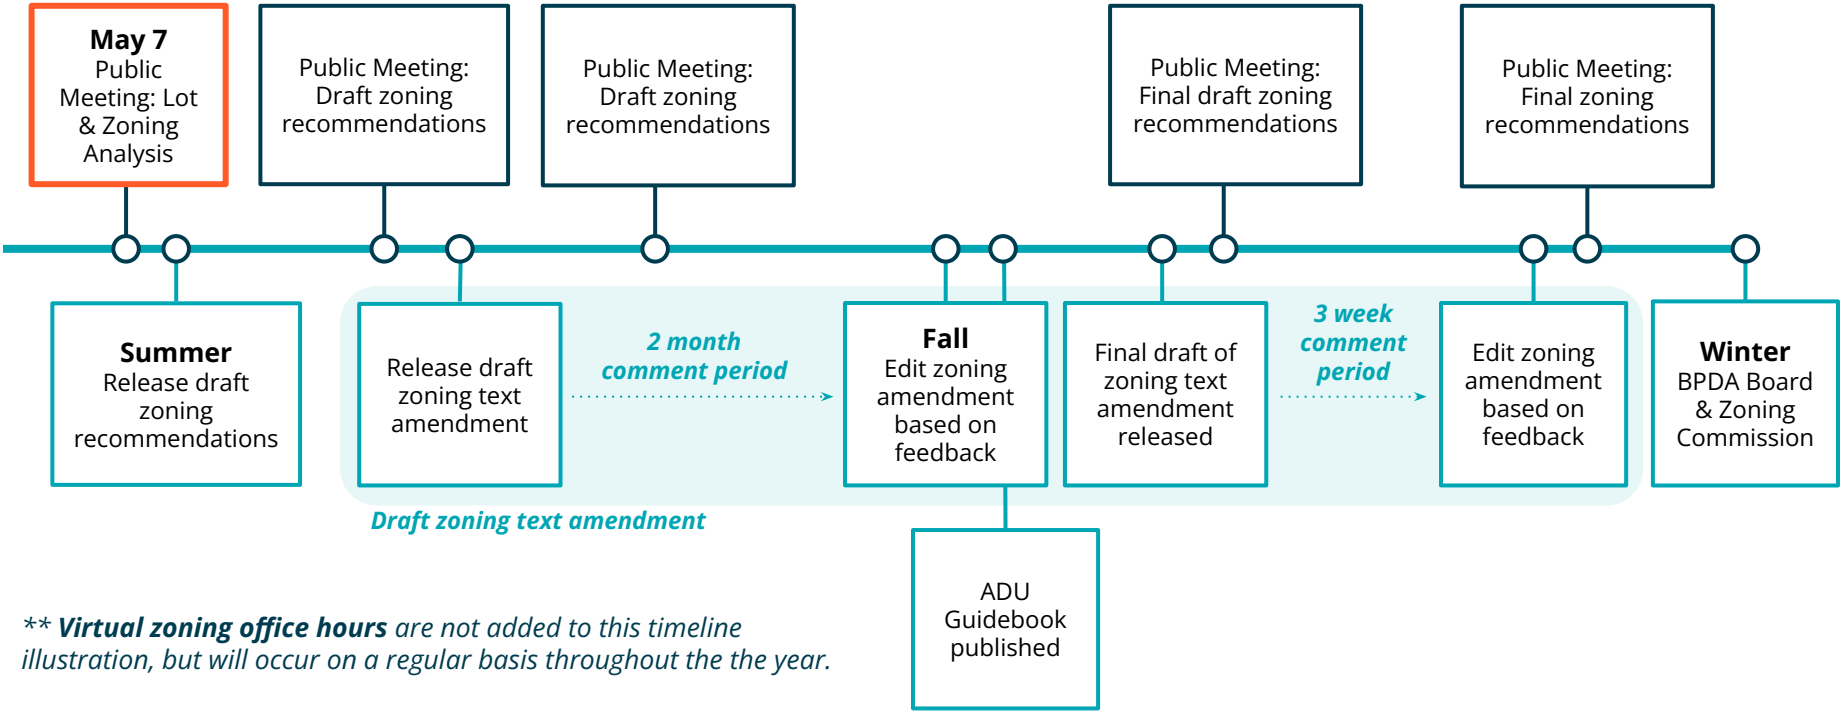 May 7
Public
Meeting: Lot
& Zoning
Analysis
Public Meeting:
Draft zoning
recommendations
Public Meeting:
Draft zoning
recommendations
Public Meeting:
Final draft zoning
recommendations
Public Meeting:
Final zoning
recommendations
Summer
Release draft
zoning
recommendations
Release draft
zoning text
amendment
2 month
comment period
Fall
Edit zoning
amendment
based on
feedback
Final draft of
zoning text
amendment
released
3 week
comment
period
Edit zoning
amendment
based on
feedback
Winter
BPDA Board
& Zoning
Commission
Draft zoning text amendment
ADU
Guidebook
published
** Virtual zoning office hours are not added to this timeline
illustration, but will occur on a regular basis throughout the the year.